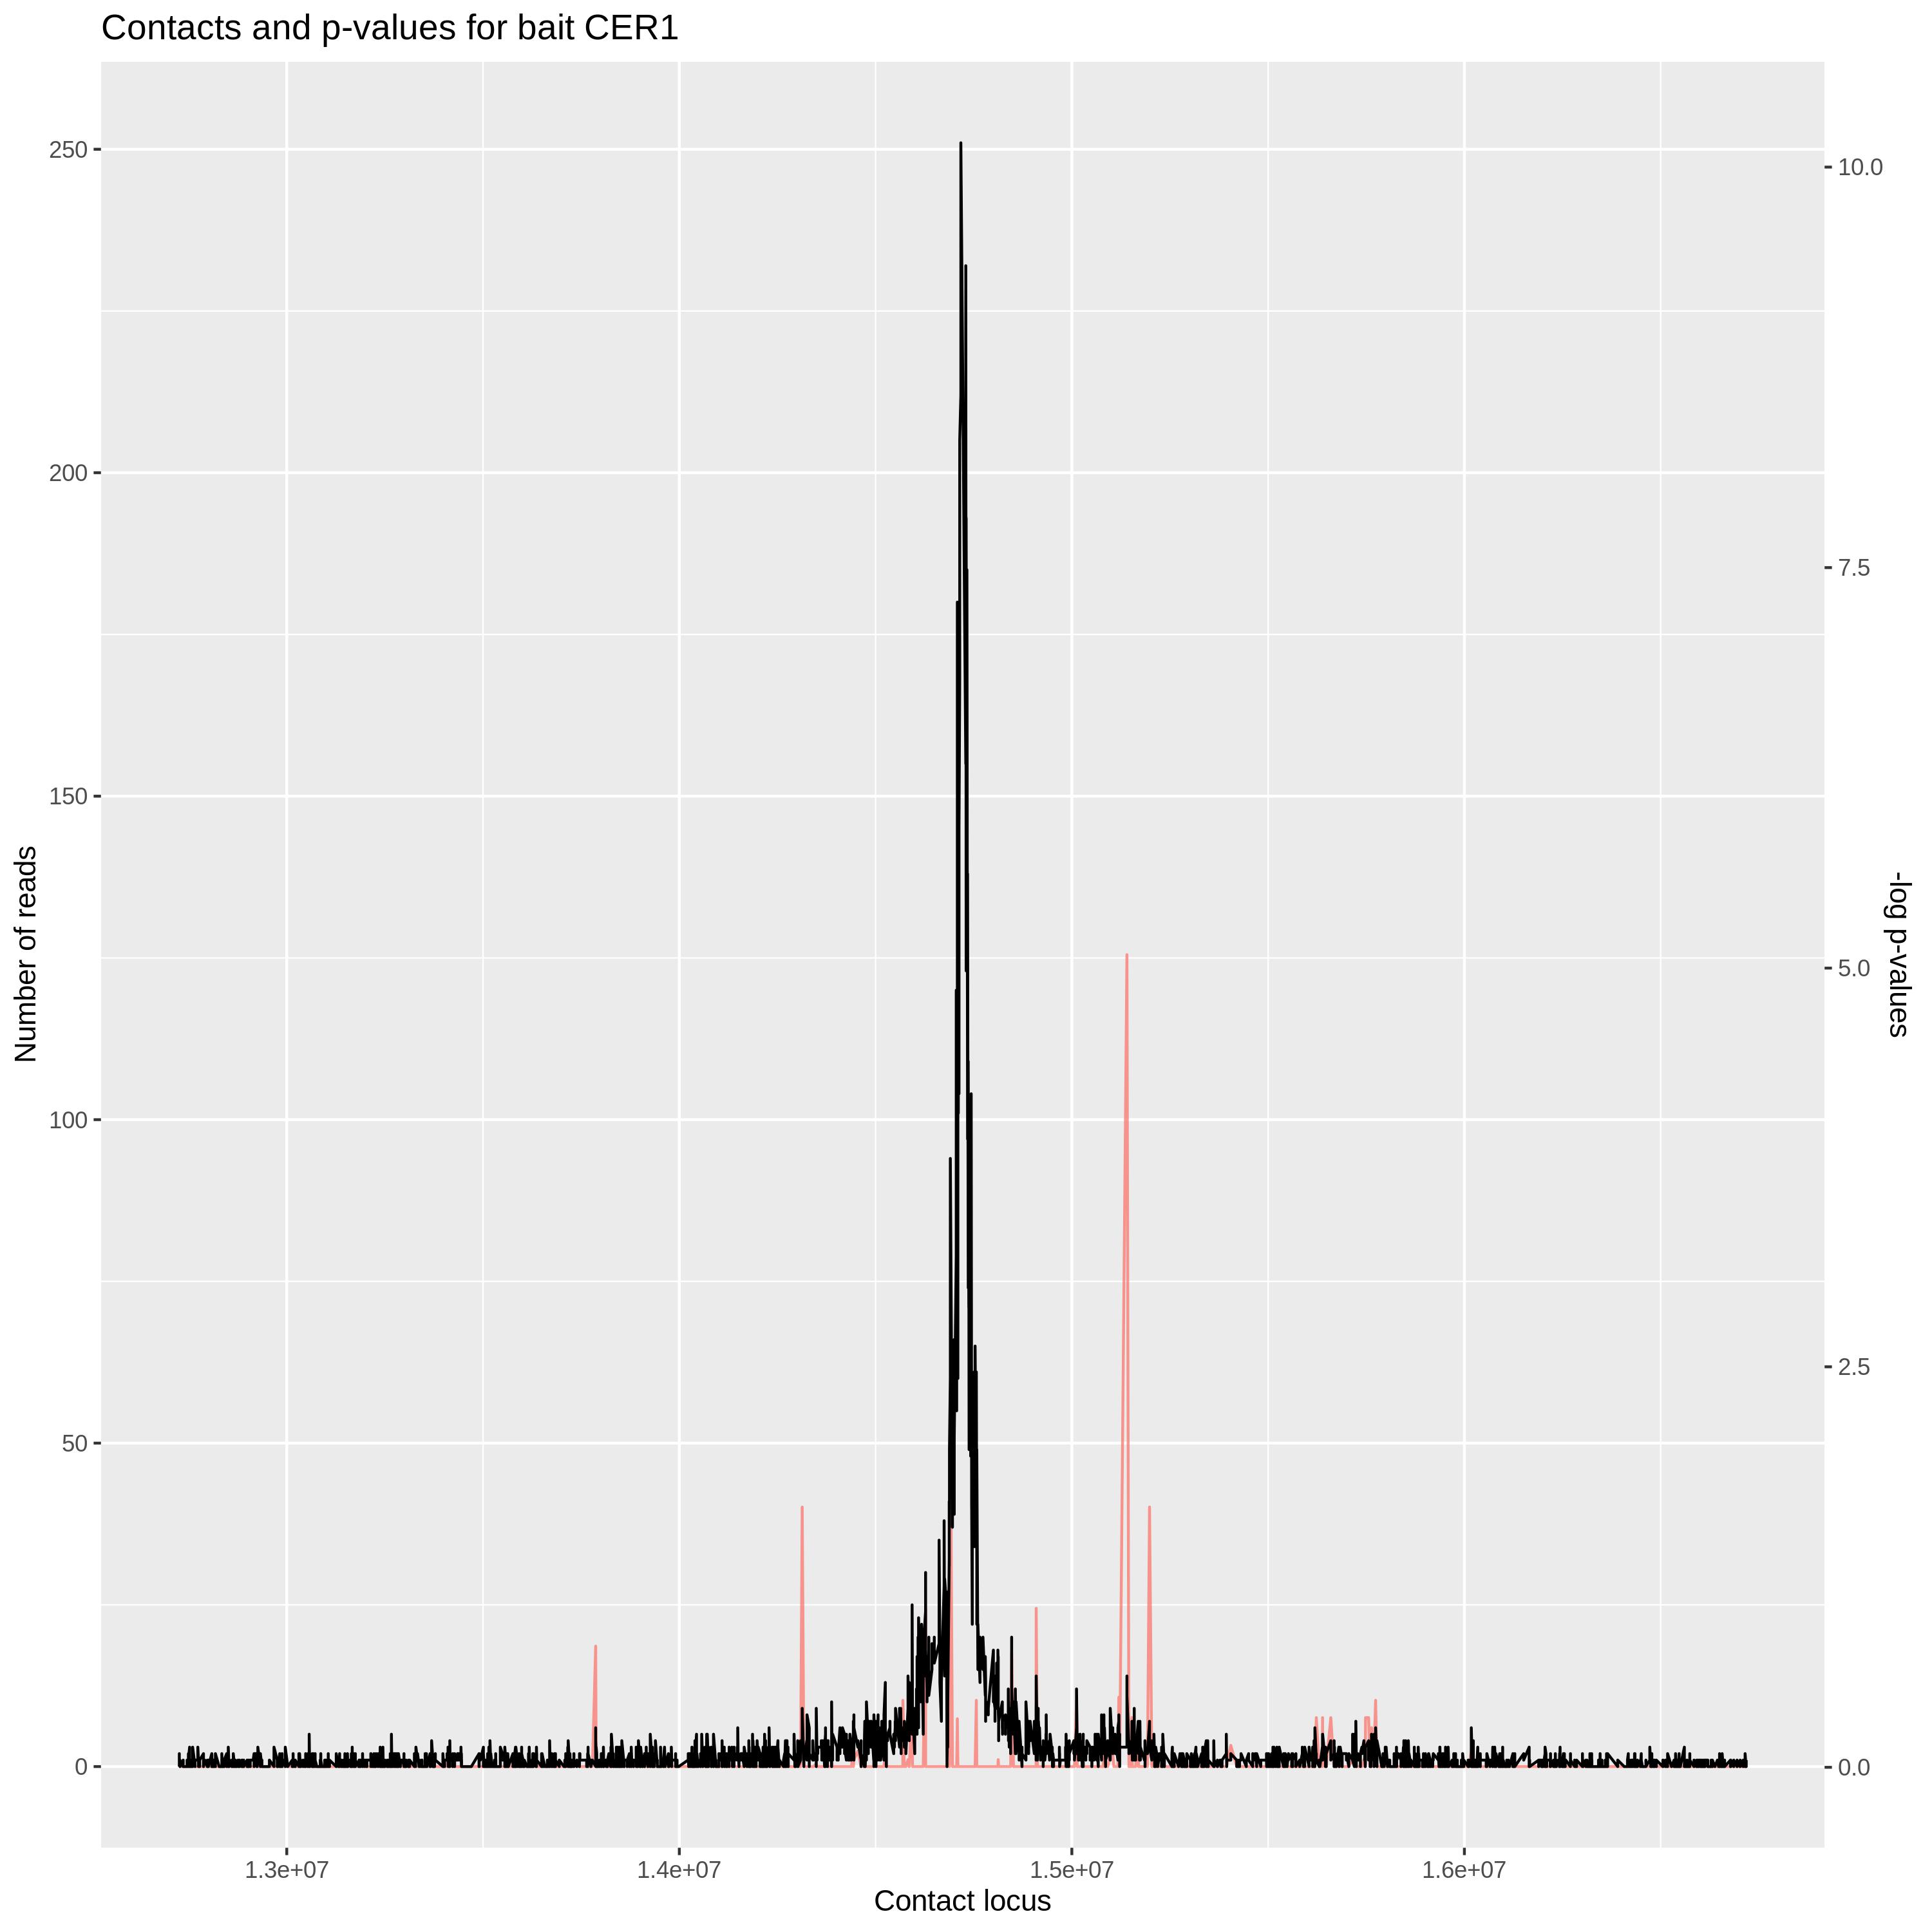 Contacts and p-values for bait CER1
250
200
150
100
50
0
Number of reads
10.0
7.5
5.0
2.5
0.0
-log p-values
1.3e+07 1.4e+07 1.5e+07 1.6e+07
Contact locus